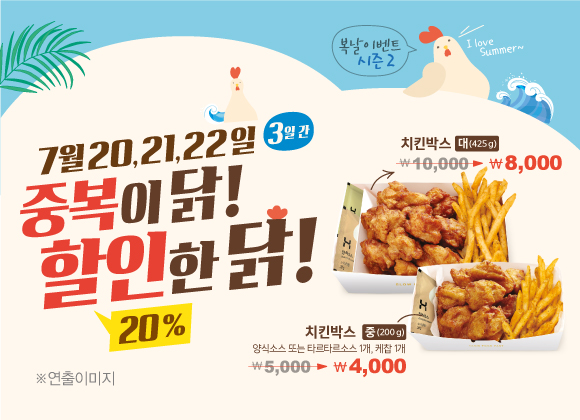 복날이벤트
시즌2
I love
Summer~
7월 20,21,22일
3일간
중복이 닭!
할인한 닭!
20%
치킨박스 대(425g)
₩10,000 ▶ ₩8,000
치킨박스 중(200g)
양식소스 또는 타르타르소스 1개, 케찹 1개
₩5,000 ▶ ₩4,000
※연출이미지